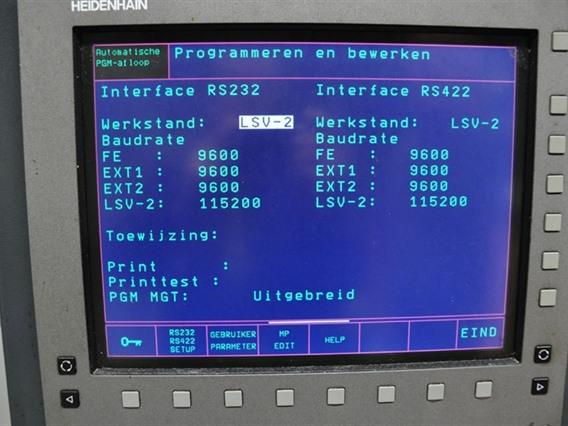 HEIDENHAIN
Automatische
PGM-afloop
Programmeren en bewerken
Interface RS232 Interface RS422
Werkstand: LSV-2 Werkstand: LSV-2
Baudrate Baudrate
FE : 9600 FE : 9600
EXT1 : 9600 EXT1 : 9600
EXT2 : 9600 EXT2 : 9600
LSV-2: 115200 LSV-2: 115200
Toewijzing:
Print :
Printtest :
PGM MGT: Uitgebreid
RS232
RS422
SETUP
GEBRUIKER
PARAMETER
MP
EDIT
HELP
EIND